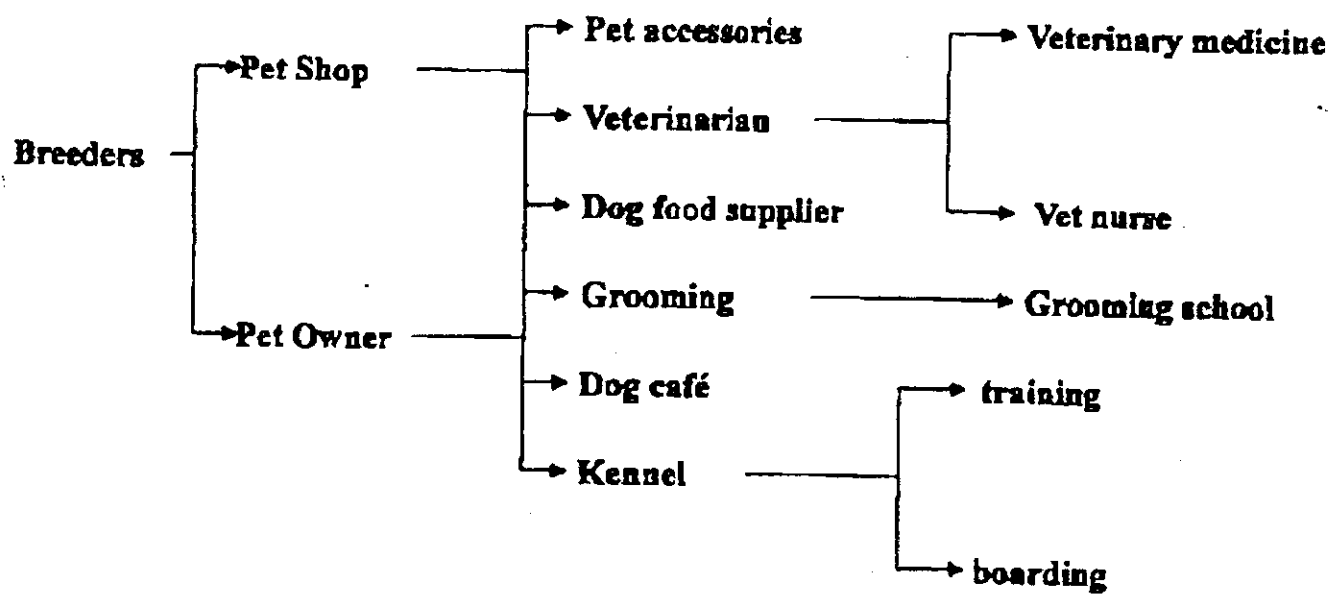 Pet accessories
Veterinary medicine
Pet Shop
Veterinarian
Breeders
Dog food supplier
Vet nurse
Grooming
Grooming school
Pet Owner
Dog café
training
Kennel
boarding